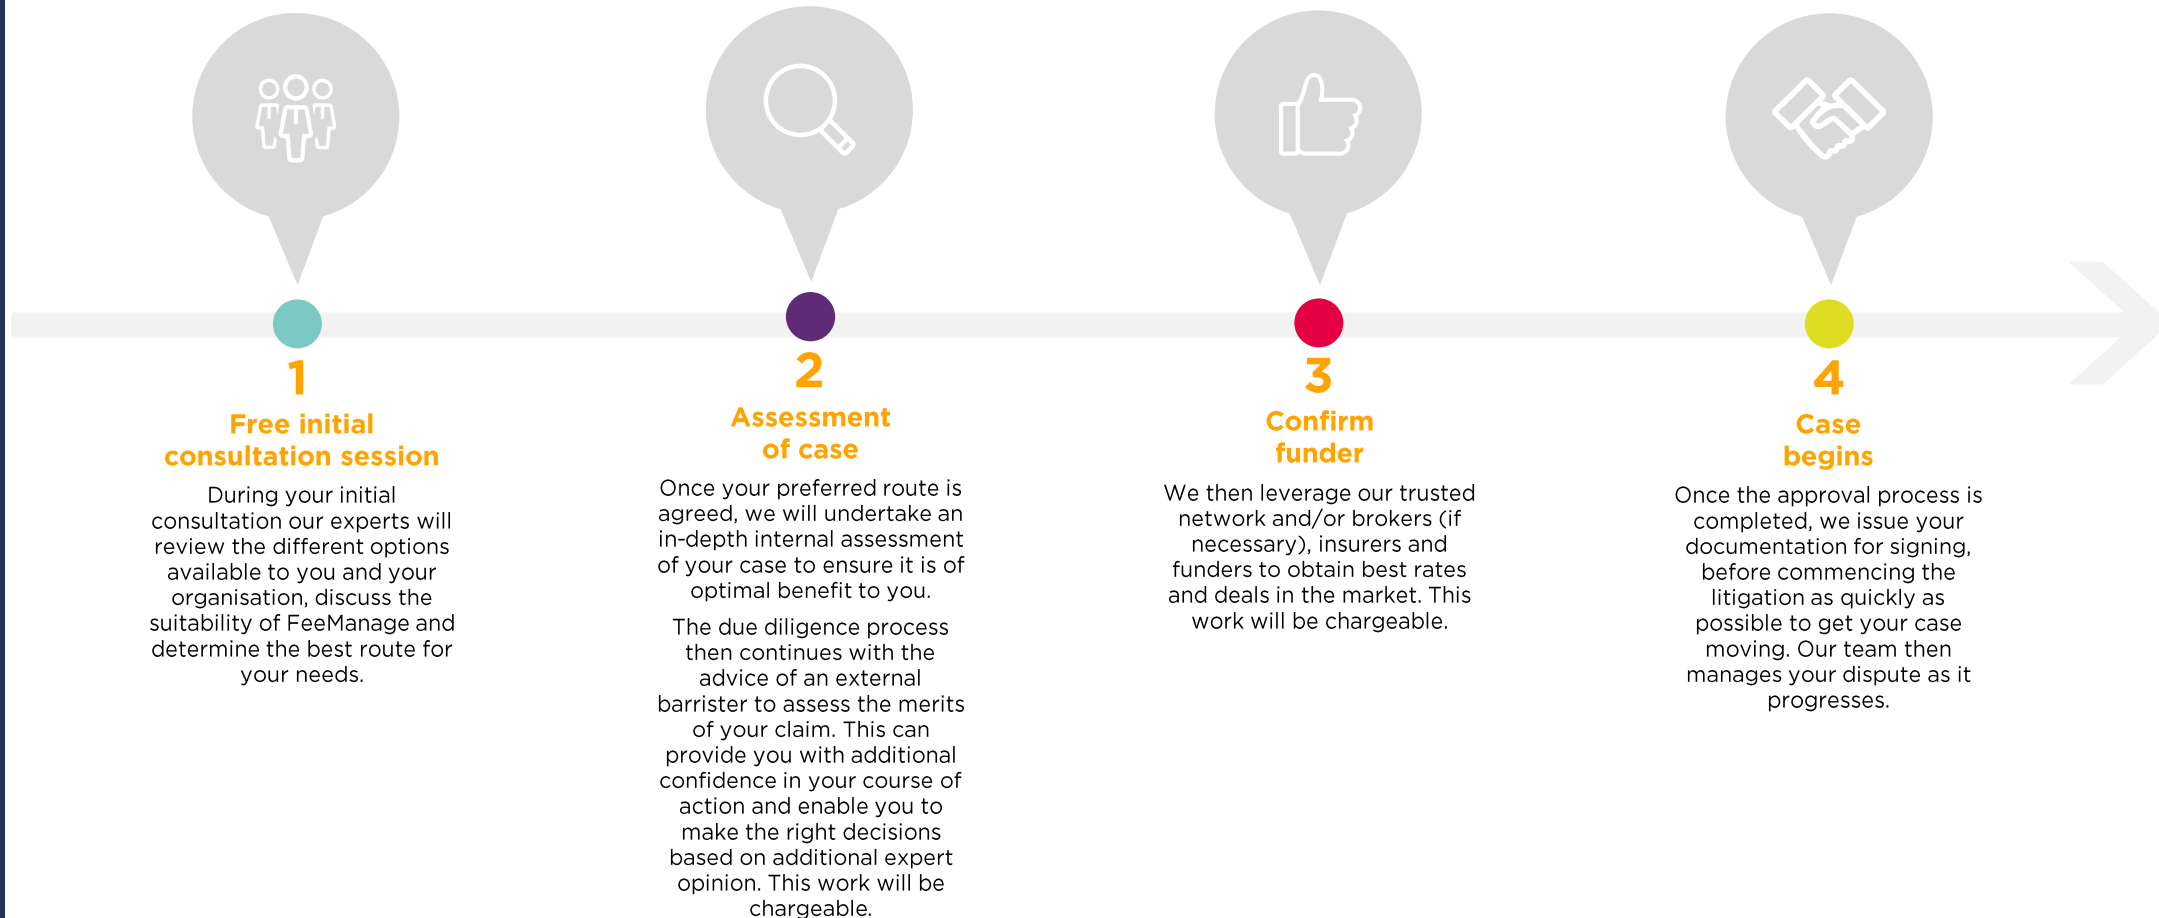 1
Free initial
consultation session
During your initial
consultation our experts will
review the different options
available to you and your
organisation, discuss the
suitability of FeeManage and
determine the best route for
your needs.
2
Assessment
of case
Once your preferred route is
agreed, we will undertake an
in-depth internal assessment
of your case to ensure it is of
optimal benefit to you.
The due diligence process
then continues with the
advice of an external
barrister to assess the merits
of your claim. This can
provide you with additional
confidence in your course of
action and enable you to
make the right decisions
based on additional expert
opinion. This work will be
chargeable.
3
Confirm
funder
We then leverage our trusted
network and/or brokers (if
necessary), insurers and
funders to obtain best rates
and deals in the market. This
work will be chargeable.
4
Case
begins
Once the approval process is
completed, we issue your
documentation for signing,
before commencing the
litigation as quickly as
possible to get your case
moving. Our team then
manages your dispute as it
progresses.